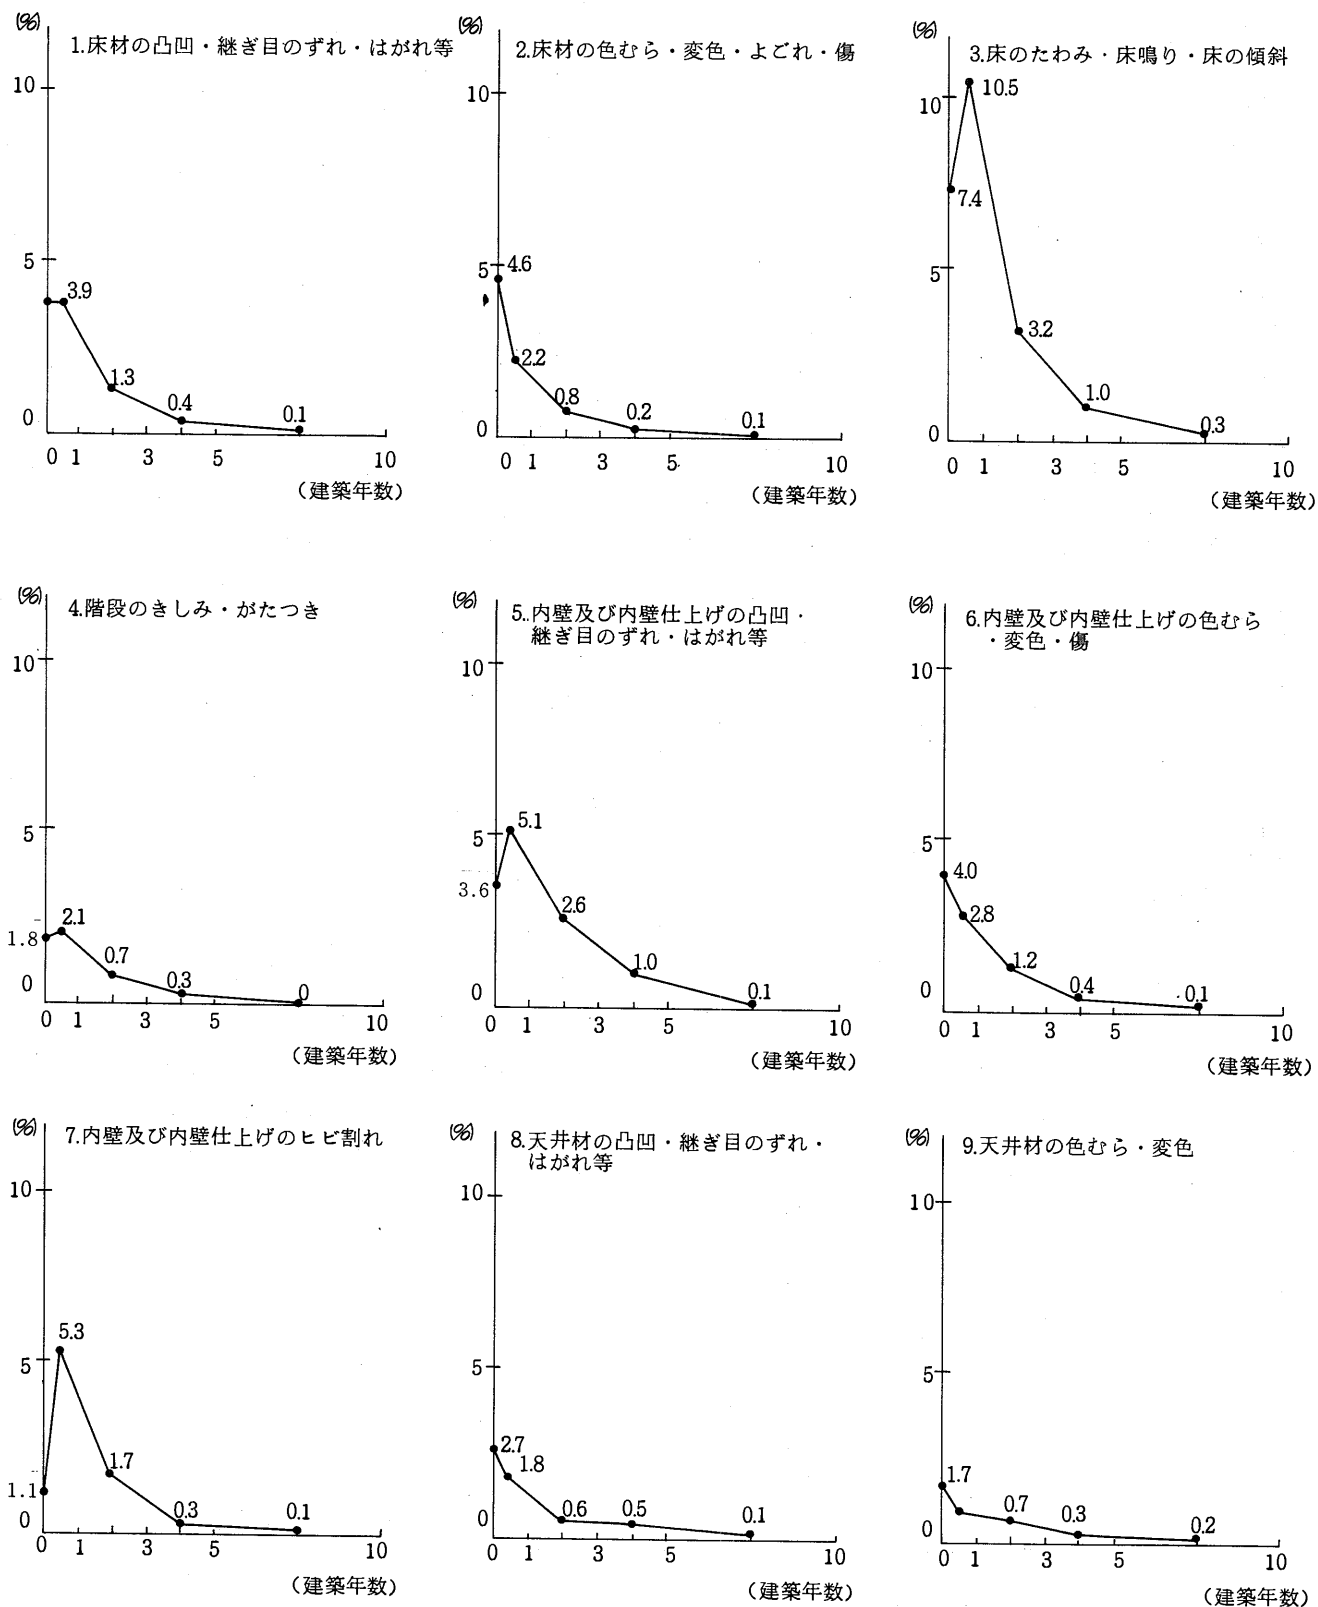 (%)
1.床材の凸凹・継ぎ目のずれ・はがれ等
10
5
3.9
1.3
0.4
0.1
0
0 1 3 5 10
(建築年数)
(%)
2.床材の色むら・変色・よごれ・傷
10
5
4.6
2.2
0.8
0.2
0.1
0
0 1 3 5 10
(建築年数)
(%)
3.床のたわみ・床鳴り・床の傾斜
10
10.5
7.4
5
3.2
1.0
0.3
0
0 1 3 5 10
(建築年数)
(%)
4.階段のきしみ・がたつき
10
5
2.1
1.8
0.7
0.3
0
0
0 1 3 5 10
(建築年数)
(%)
5..内壁及び内壁仕上げの凸凹・
継ぎ目のずれ・はがれ等
10
5
5.1
3.6
2.6
1.0
0.1
0
0 1 3 5 10
(建築年数)
(%)
6.内壁及び内壁仕上げの色むら
・変色・傷
10
5
4.0
2.8
1.2
0.4
0.1
0
0 1 3 5 10
(建築年数)
(%)
7.内壁及び内壁仕上げのヒビ割れ
10
5.3
5
1.7
1.1
0.3
0.1
0
0 1 3 5 10
(建築年数)
(%)
8.天井材の凸凹・継ぎ目のずれ・
はがれ等
10
5
2.7
1.8
0.6
0.5
0.1
0
0 1 3 5 10
(建築年数)
(%)
9.天井材の色むら・変色
10
5
1.7
0.7
0.3
0.2
0
0 1 3 5 10
(建築年数)